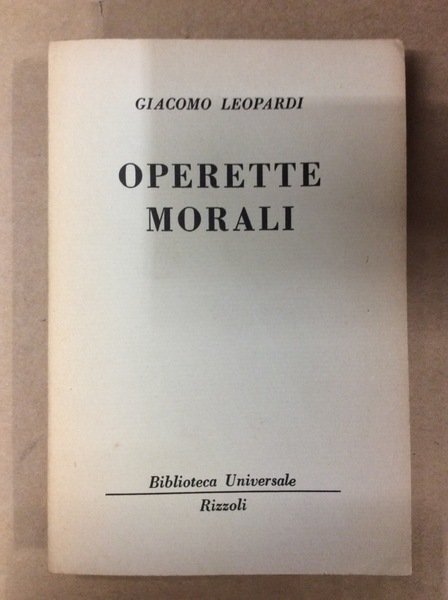 GIACOMO LEOPARDI
OPERETTE
MORALI
Biblioteca Universale
Rizzoli